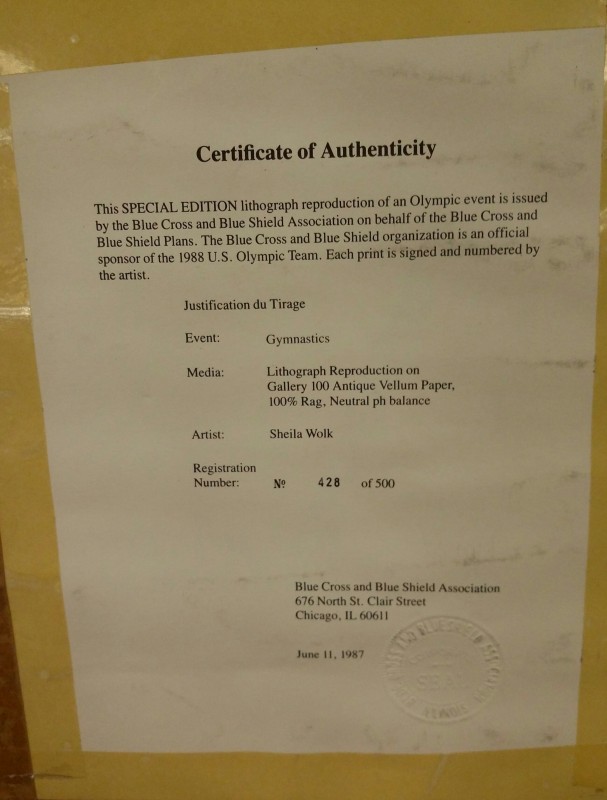 Certificate of Authenticity
This SPECIAL EDITION lithograph reproduction of an Olympic event is issued
by the Blue Cross and Blue Shield Association on behalf of the Blue Cross and
Blue Shield Plans. The Blue Cross and Blue Shield organization is an official
sponsor of the 1988 U.S. Olympic Team. Each print is signed and numbered by
the artist.
Justification du Tirage
Event: Gymnastics
Media: Lithograph Reproduction on
Gallery 100 Antique Vellum Paper,
100% Rag, Neutral ph balance
Artist: Sheila Wolk
Registration
Number: Nº 428 of 500
Blue Cross and Blue Shield Association
676 North St. Clair Street
Chicago, IL 60611
June 11, 1987
SEAL